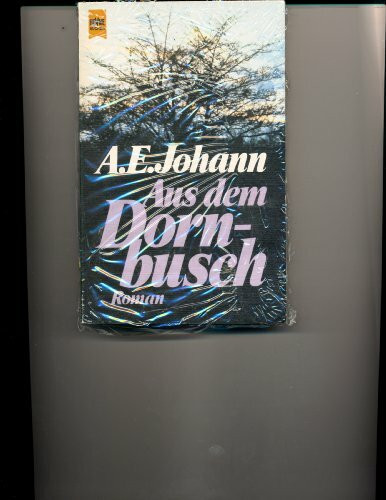 A.E.Johann
Aus dem
Dorn-
busch
Roman